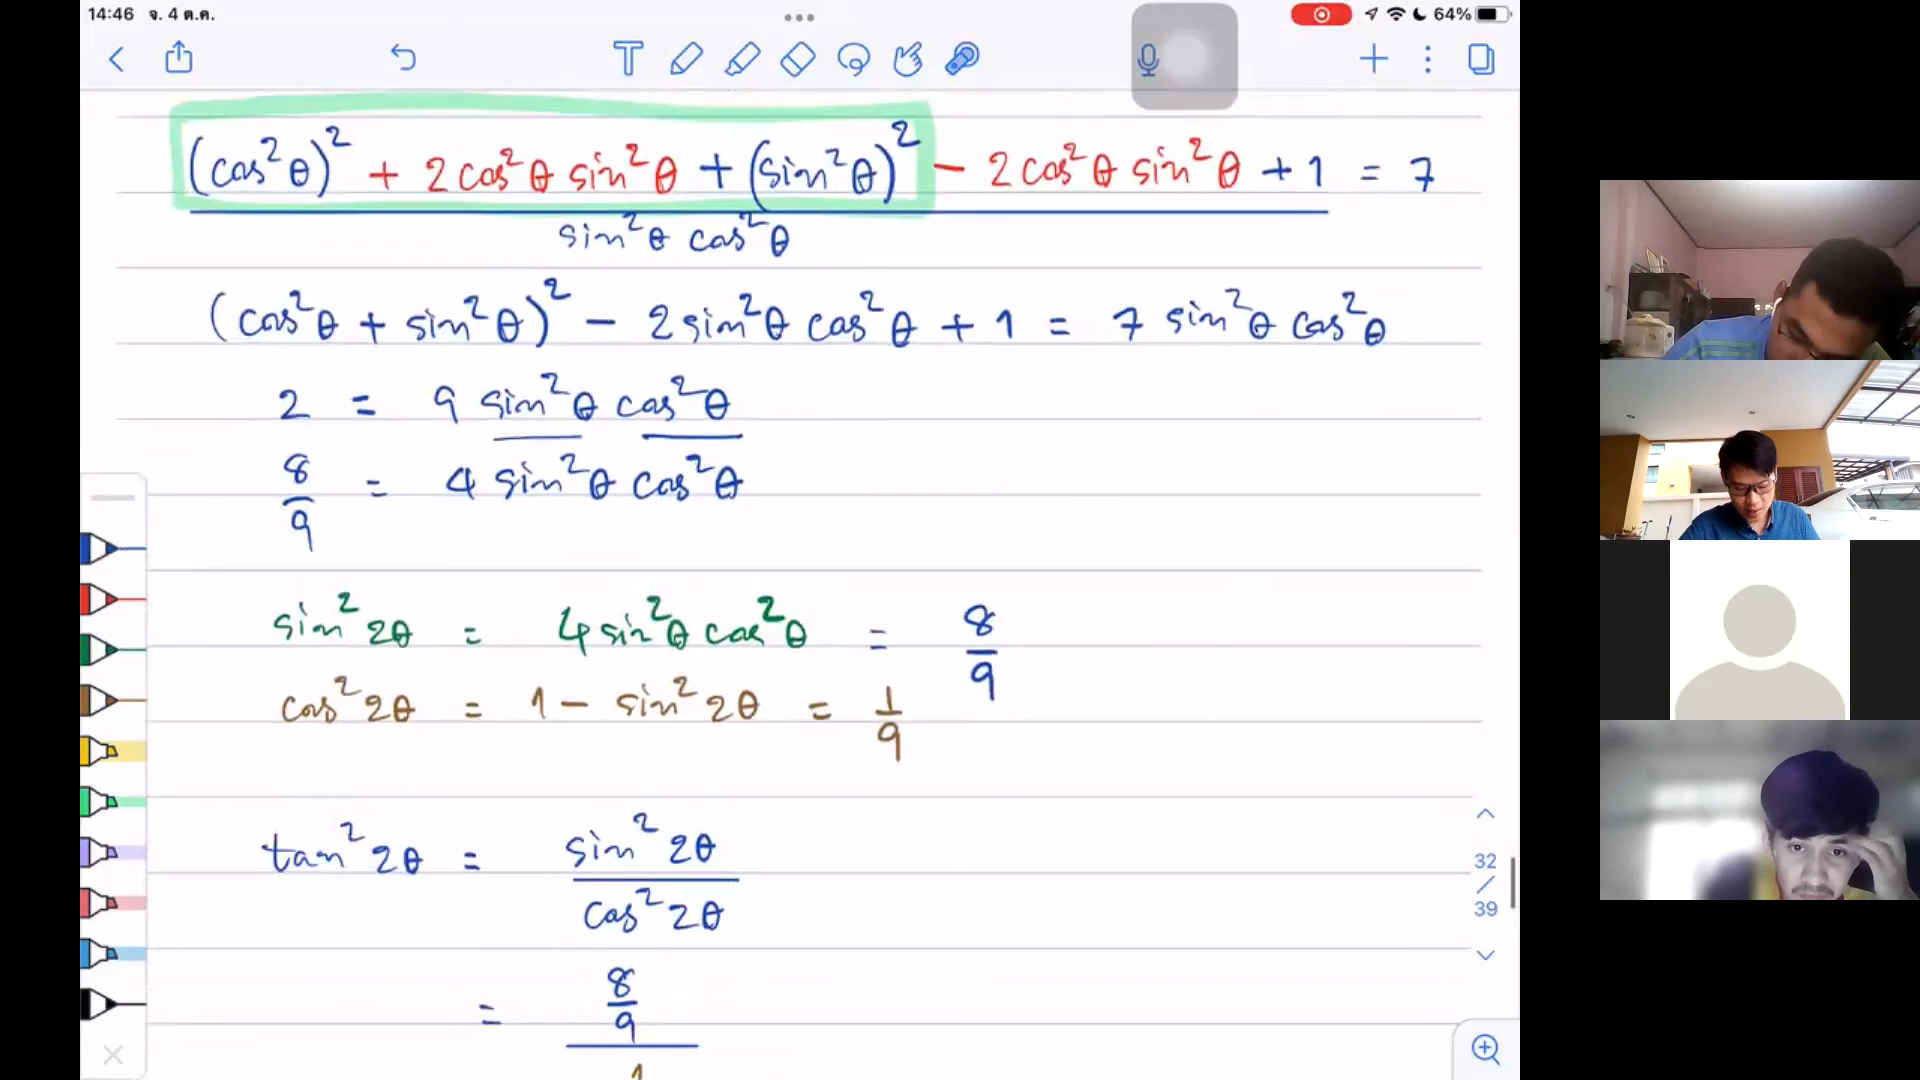 14:46 จ. 4 ต.ค. 64%
(cos²θ)² + 2cos²θ sin²θ + (sin²θ)² − 2cos²θ sin²θ + 1 = 7
sin²θ cos²θ
(cos²θ + sin²θ)² − 2sin²θ cos²θ + 1 = 7 sin²θ cos²θ
2 = 9 sin²θ cos²θ
8/9 = 4 sin²θ cos²θ
sin²2θ = 4sin²θ cos²θ = 8/9
cos²2θ = 1 − sin²2θ = 1/9
tan²2θ = sin²2θ
cos²2θ
= 8/9
1
32
/
39